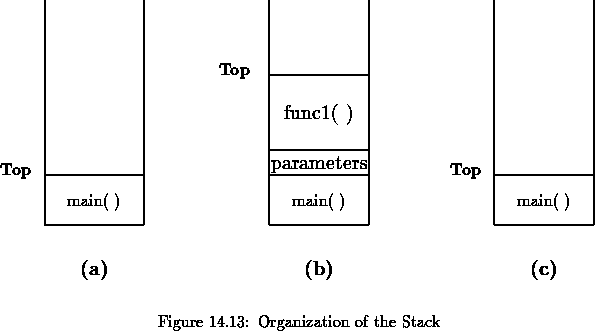 Top
func1( )
parameters
Top
main( )
main( )
Top
main( )
(a)
(b)
(c)
Figure 14.13: Organization of the Stack